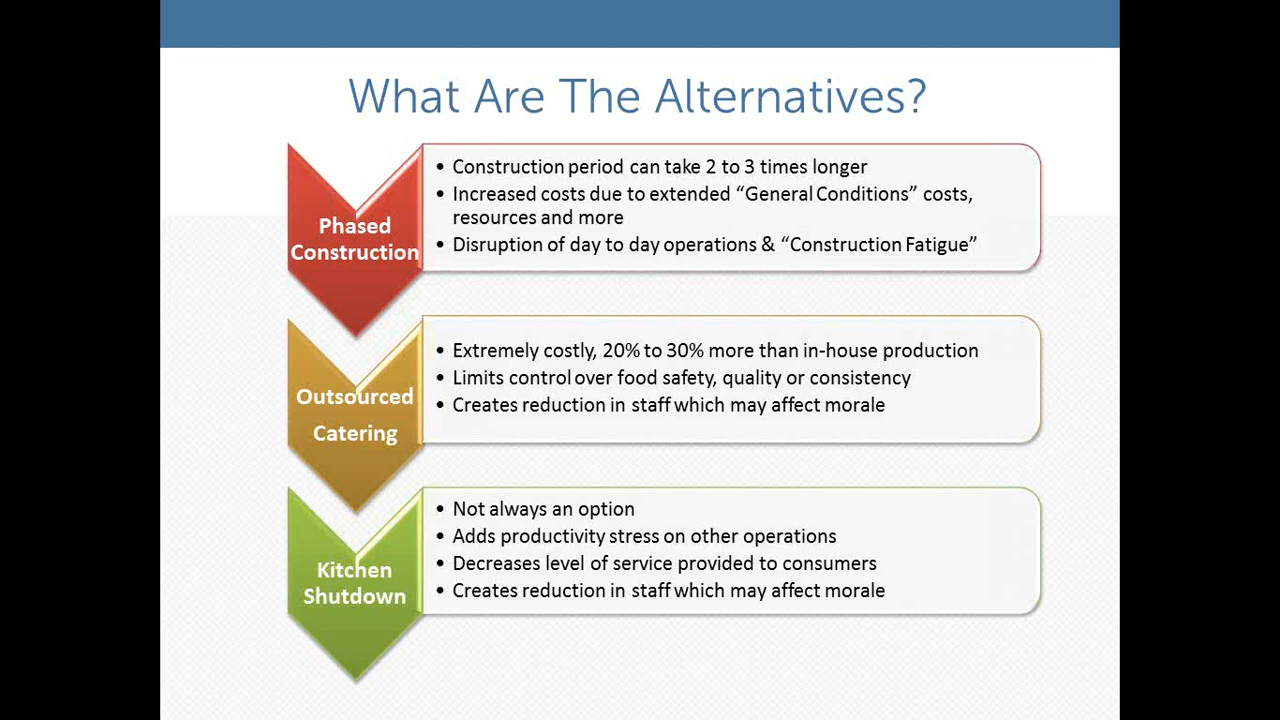 What Are The Alternatives?
Phased
Construction
• Construction period can take 2 to 3 times longer
• Increased costs due to extended “General Conditions” costs,
resources and more
• Disruption of day to day operations & “Construction Fatigue”
Outsourced
Catering
• Extremely costly, 20% to 30% more than in-house production
• Limits control over food safety, quality or consistency
• Creates reduction in staff which may affect morale
Kitchen
Shutdown
• Not always an option
• Adds productivity stress on other operations
• Decreases level of service provided to consumers
• Creates reduction in staff which may affect morale